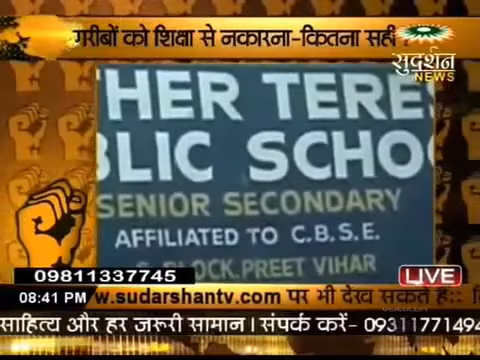 गरीबों को शिक्षा से नकारना-कितना सही ?
सुदर्शन
NEWS
HER TERES
BLIC SCHO
SENIOR SECONDARY
AFFILIATED TO C.B.S.E.
BLOCK, PREET VIHAR
09811337745
LIVE
08:41 PM
w.sudarshantv.com पर भी देख सकते है::
साहित्य और हर जरूरी सामान | संपर्क करें- 09311771494